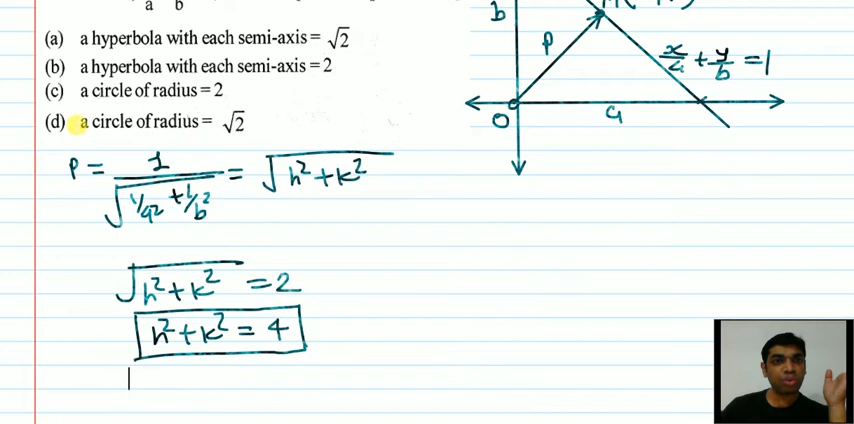 a b
(a) a hyperbola with each semi-axis = √2
(b) a hyperbola with each semi-axis = 2
(c) a circle of radius = 2
(d) a circle of radius = √2
b
P
x/a + y/b = 1
O
a
P = 1/√(1/a² + 1/b²) = √(h² + k²)
√(h² + k²) = 2
h² + k² = 4